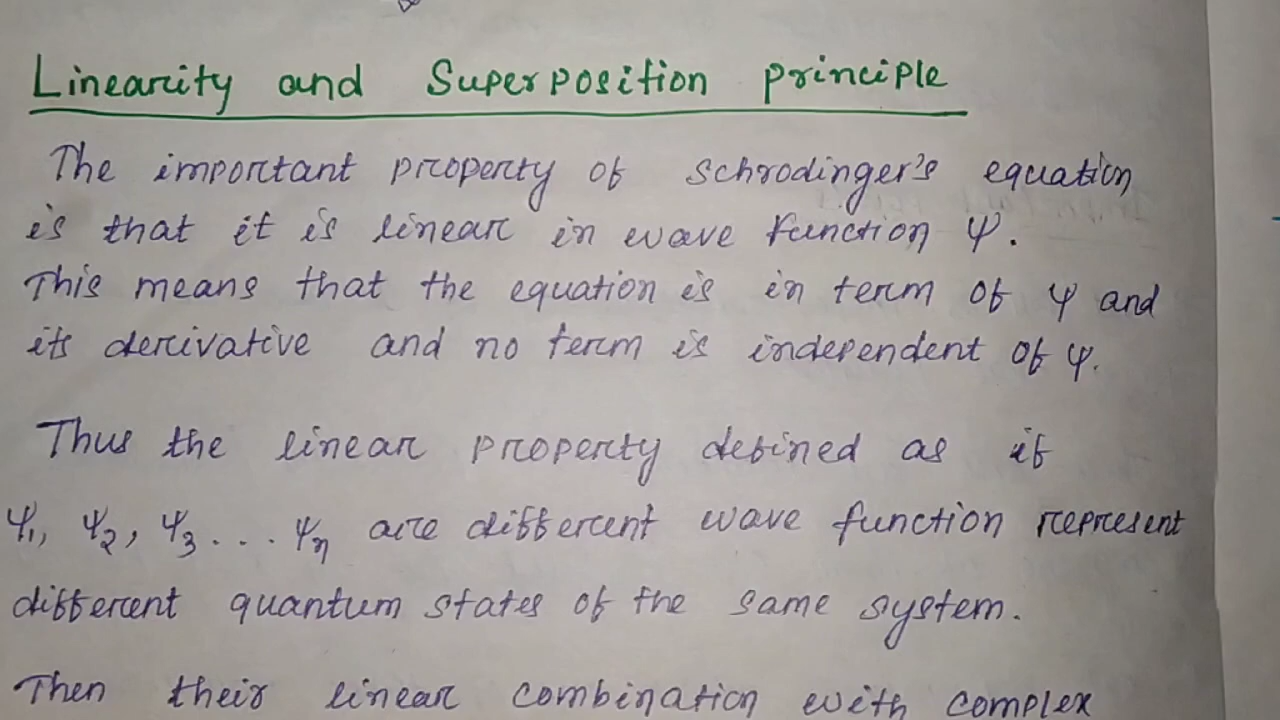 Linearity and Superposition principle
The important property of Schrodinger's equation
is that it is linear in wave function ψ.
This means that the equation is in term of ψ and
its derivative and no term is independent of ψ.
Thus the linear property defined as if
ψ1, ψ2, ψ3 . . . ψn are different wave function represent
different quantum states of the same system.
Then their linear combination with complex